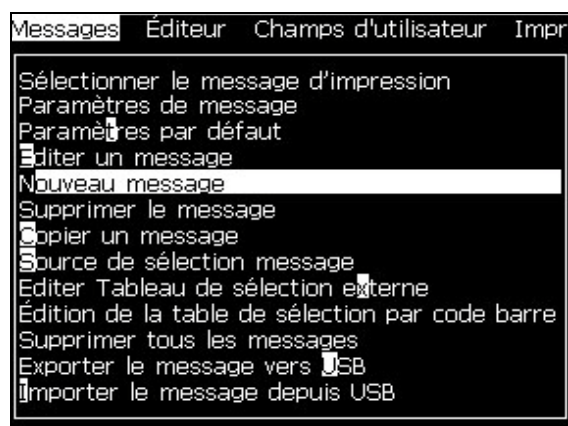 Messages Éditeur Champs d'utilisateur Impr
Sélectionner le message d'impression
Paramètres de message
Paramètres par défaut
Editer un message
Nouveau message
Supprimer le message
Copier un message
Source de sélection message
Editer Tableau de sélection externe
Édition de la table de sélection par code barre
Supprimer tous les messages
Exporter le message vers USB
Importer le message depuis USB